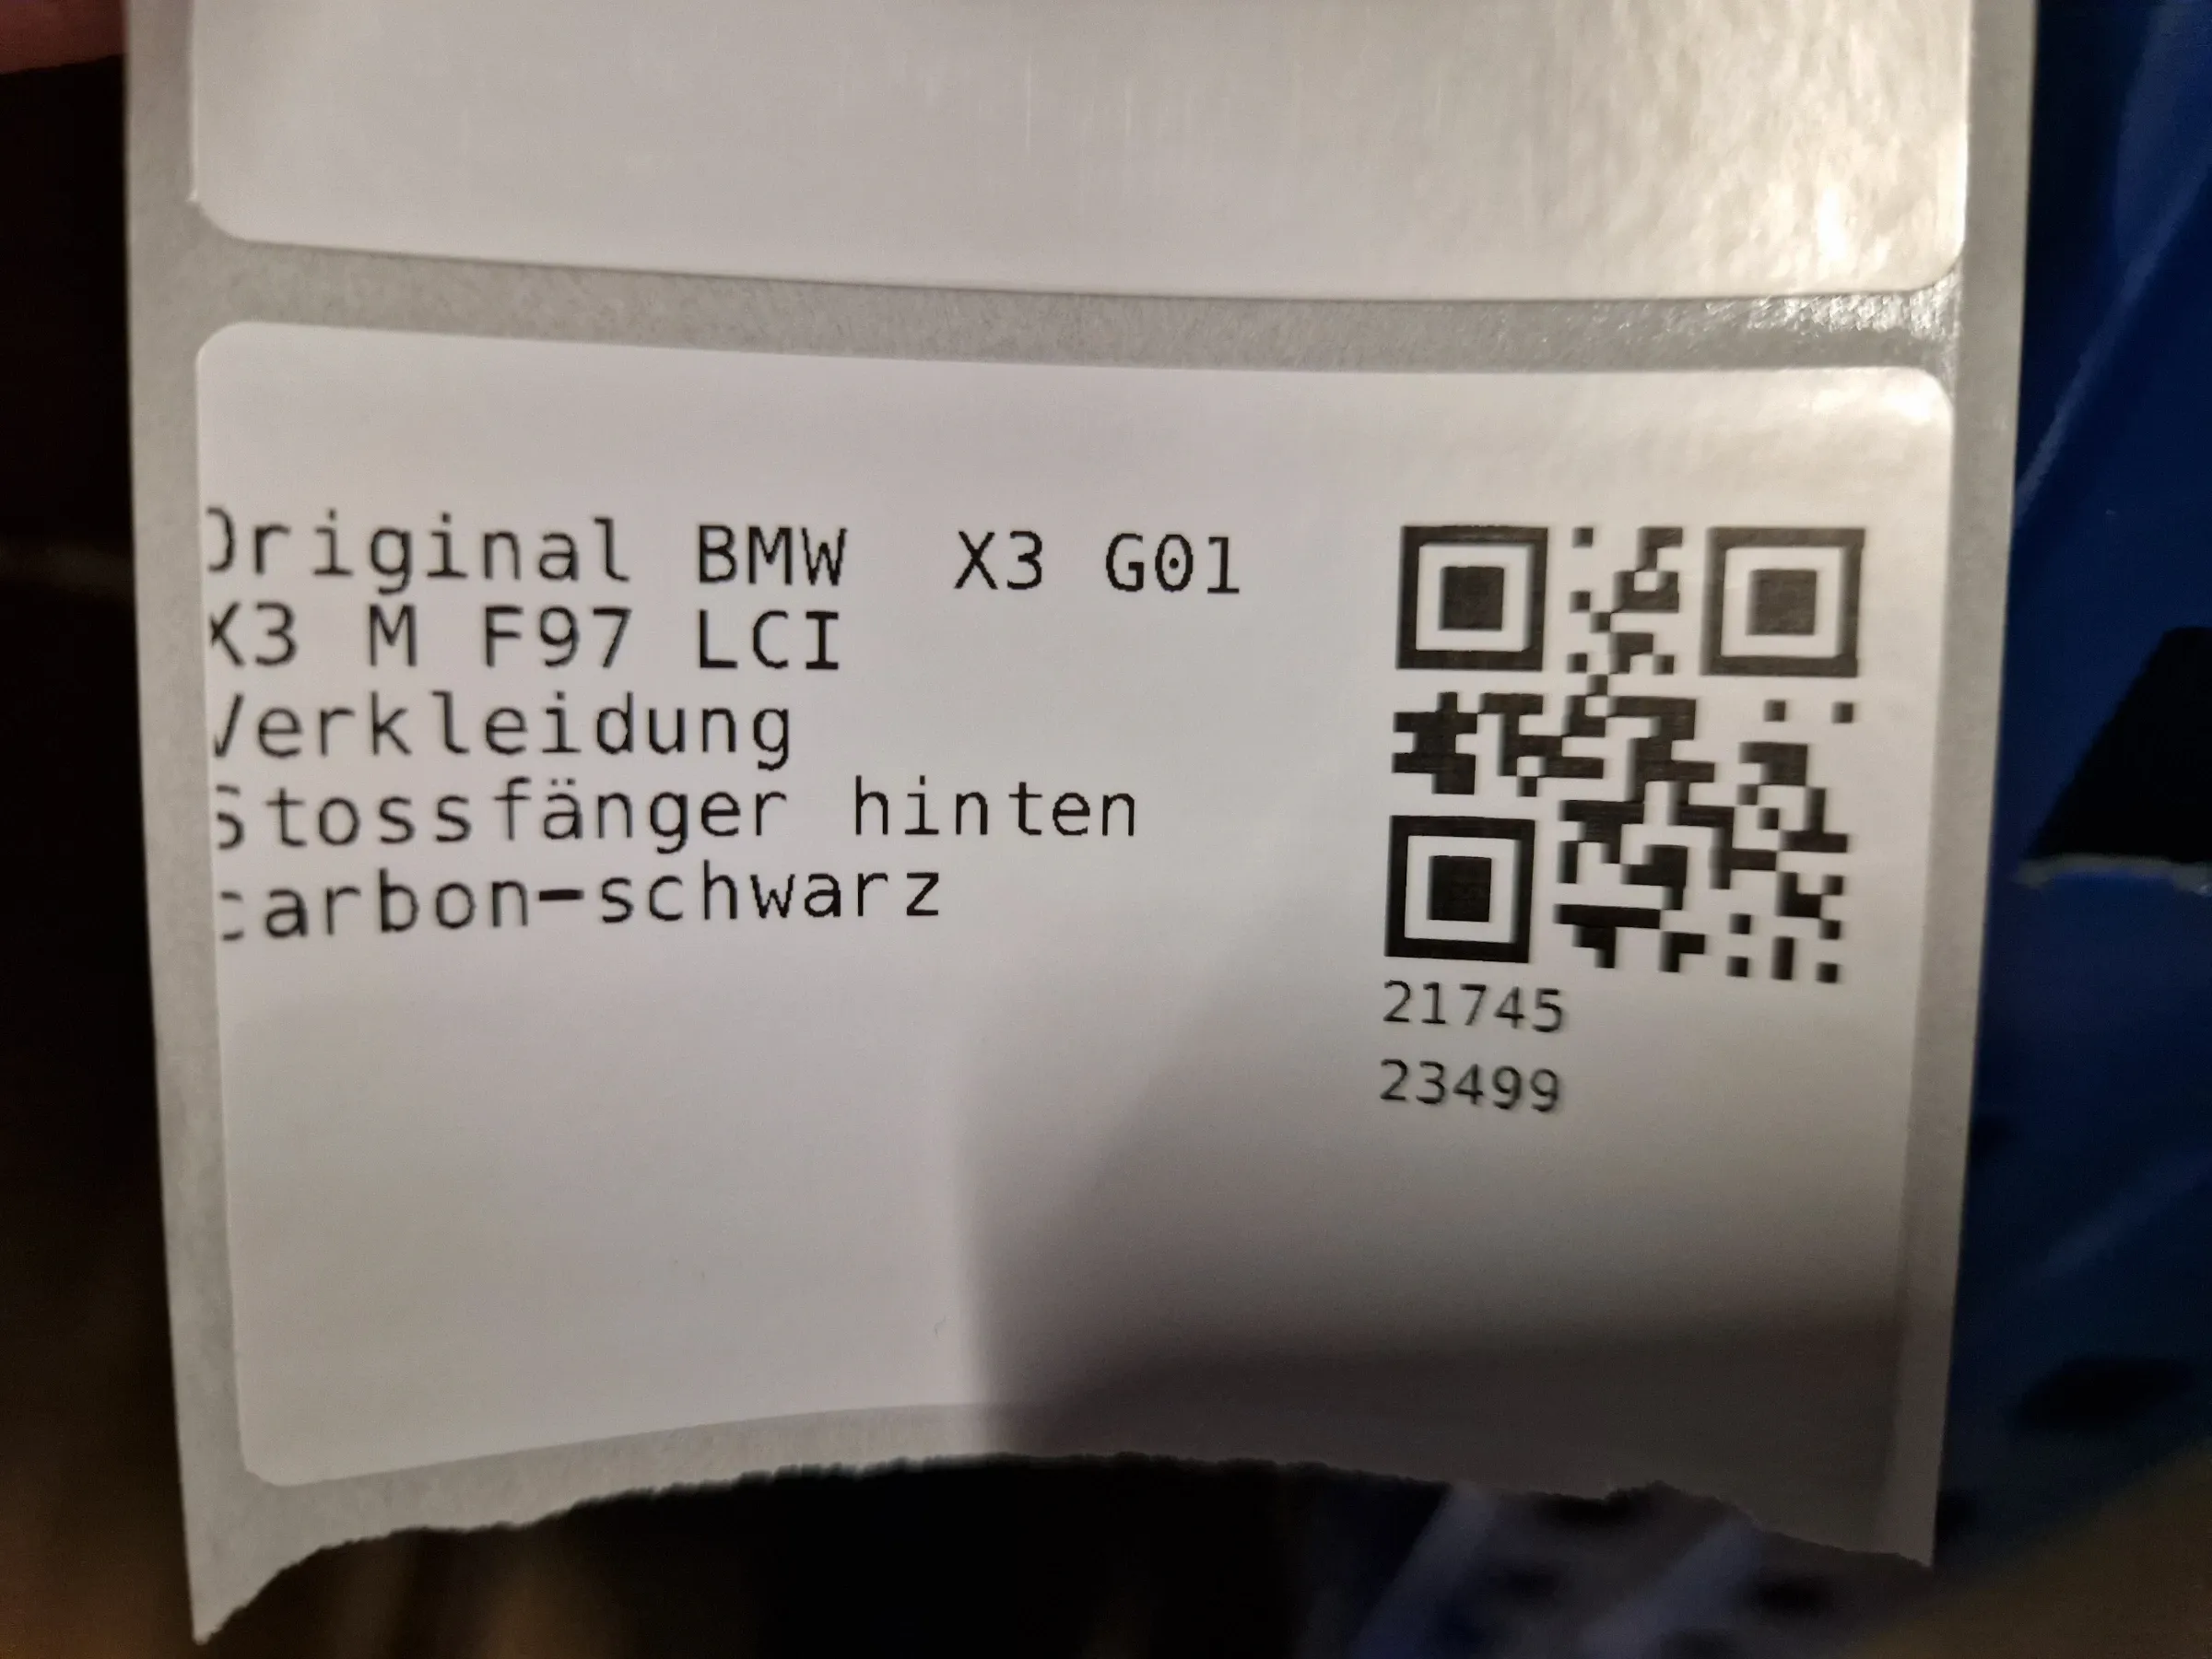 Original BMW  X3 G01
X3 M F97 LCI
Verkleidung
Stossfänger hinten
carbon-schwarz
21745
23499